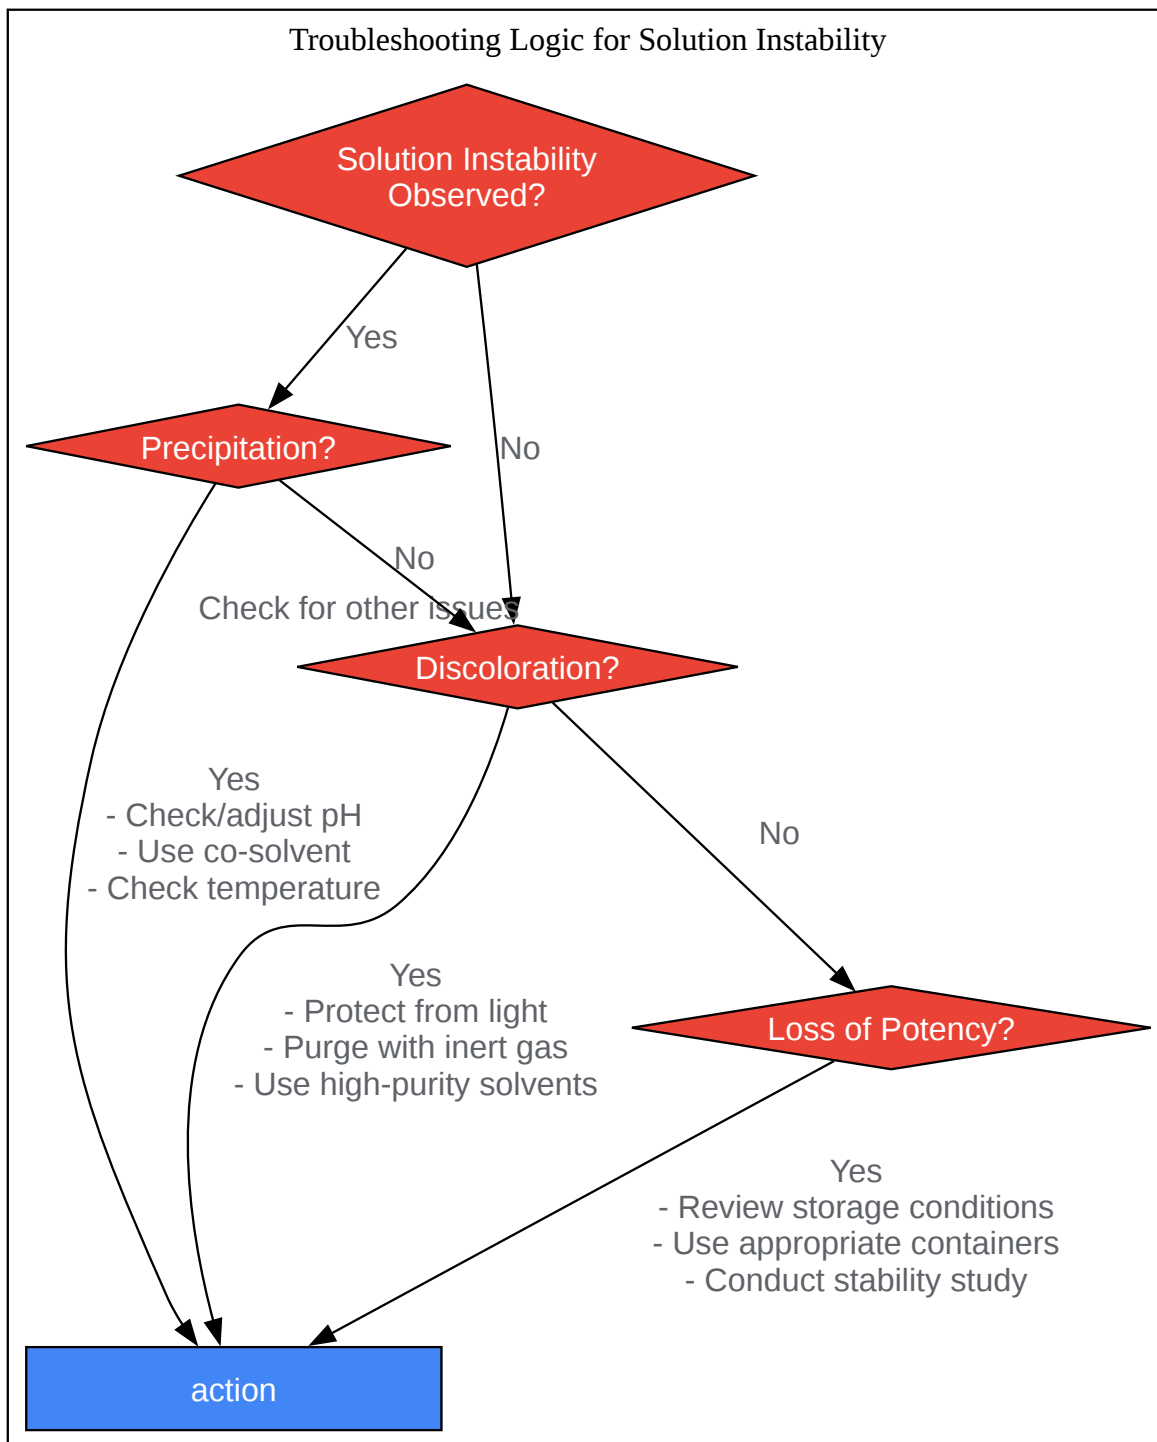 Troubleshooting Logic for Solution Instability
Solution Instability
Observed?
Yes
Precipitation?
No
No
Check for other issues
Discoloration?
Yes
- Check/adjust pH
- Use co-solvent
- Check temperature
No
Yes
- Protect from light
- Purge with inert gas
- Use high-purity solvents
Loss of Potency?
Yes
- Review storage conditions
- Use appropriate containers
- Conduct stability study
action